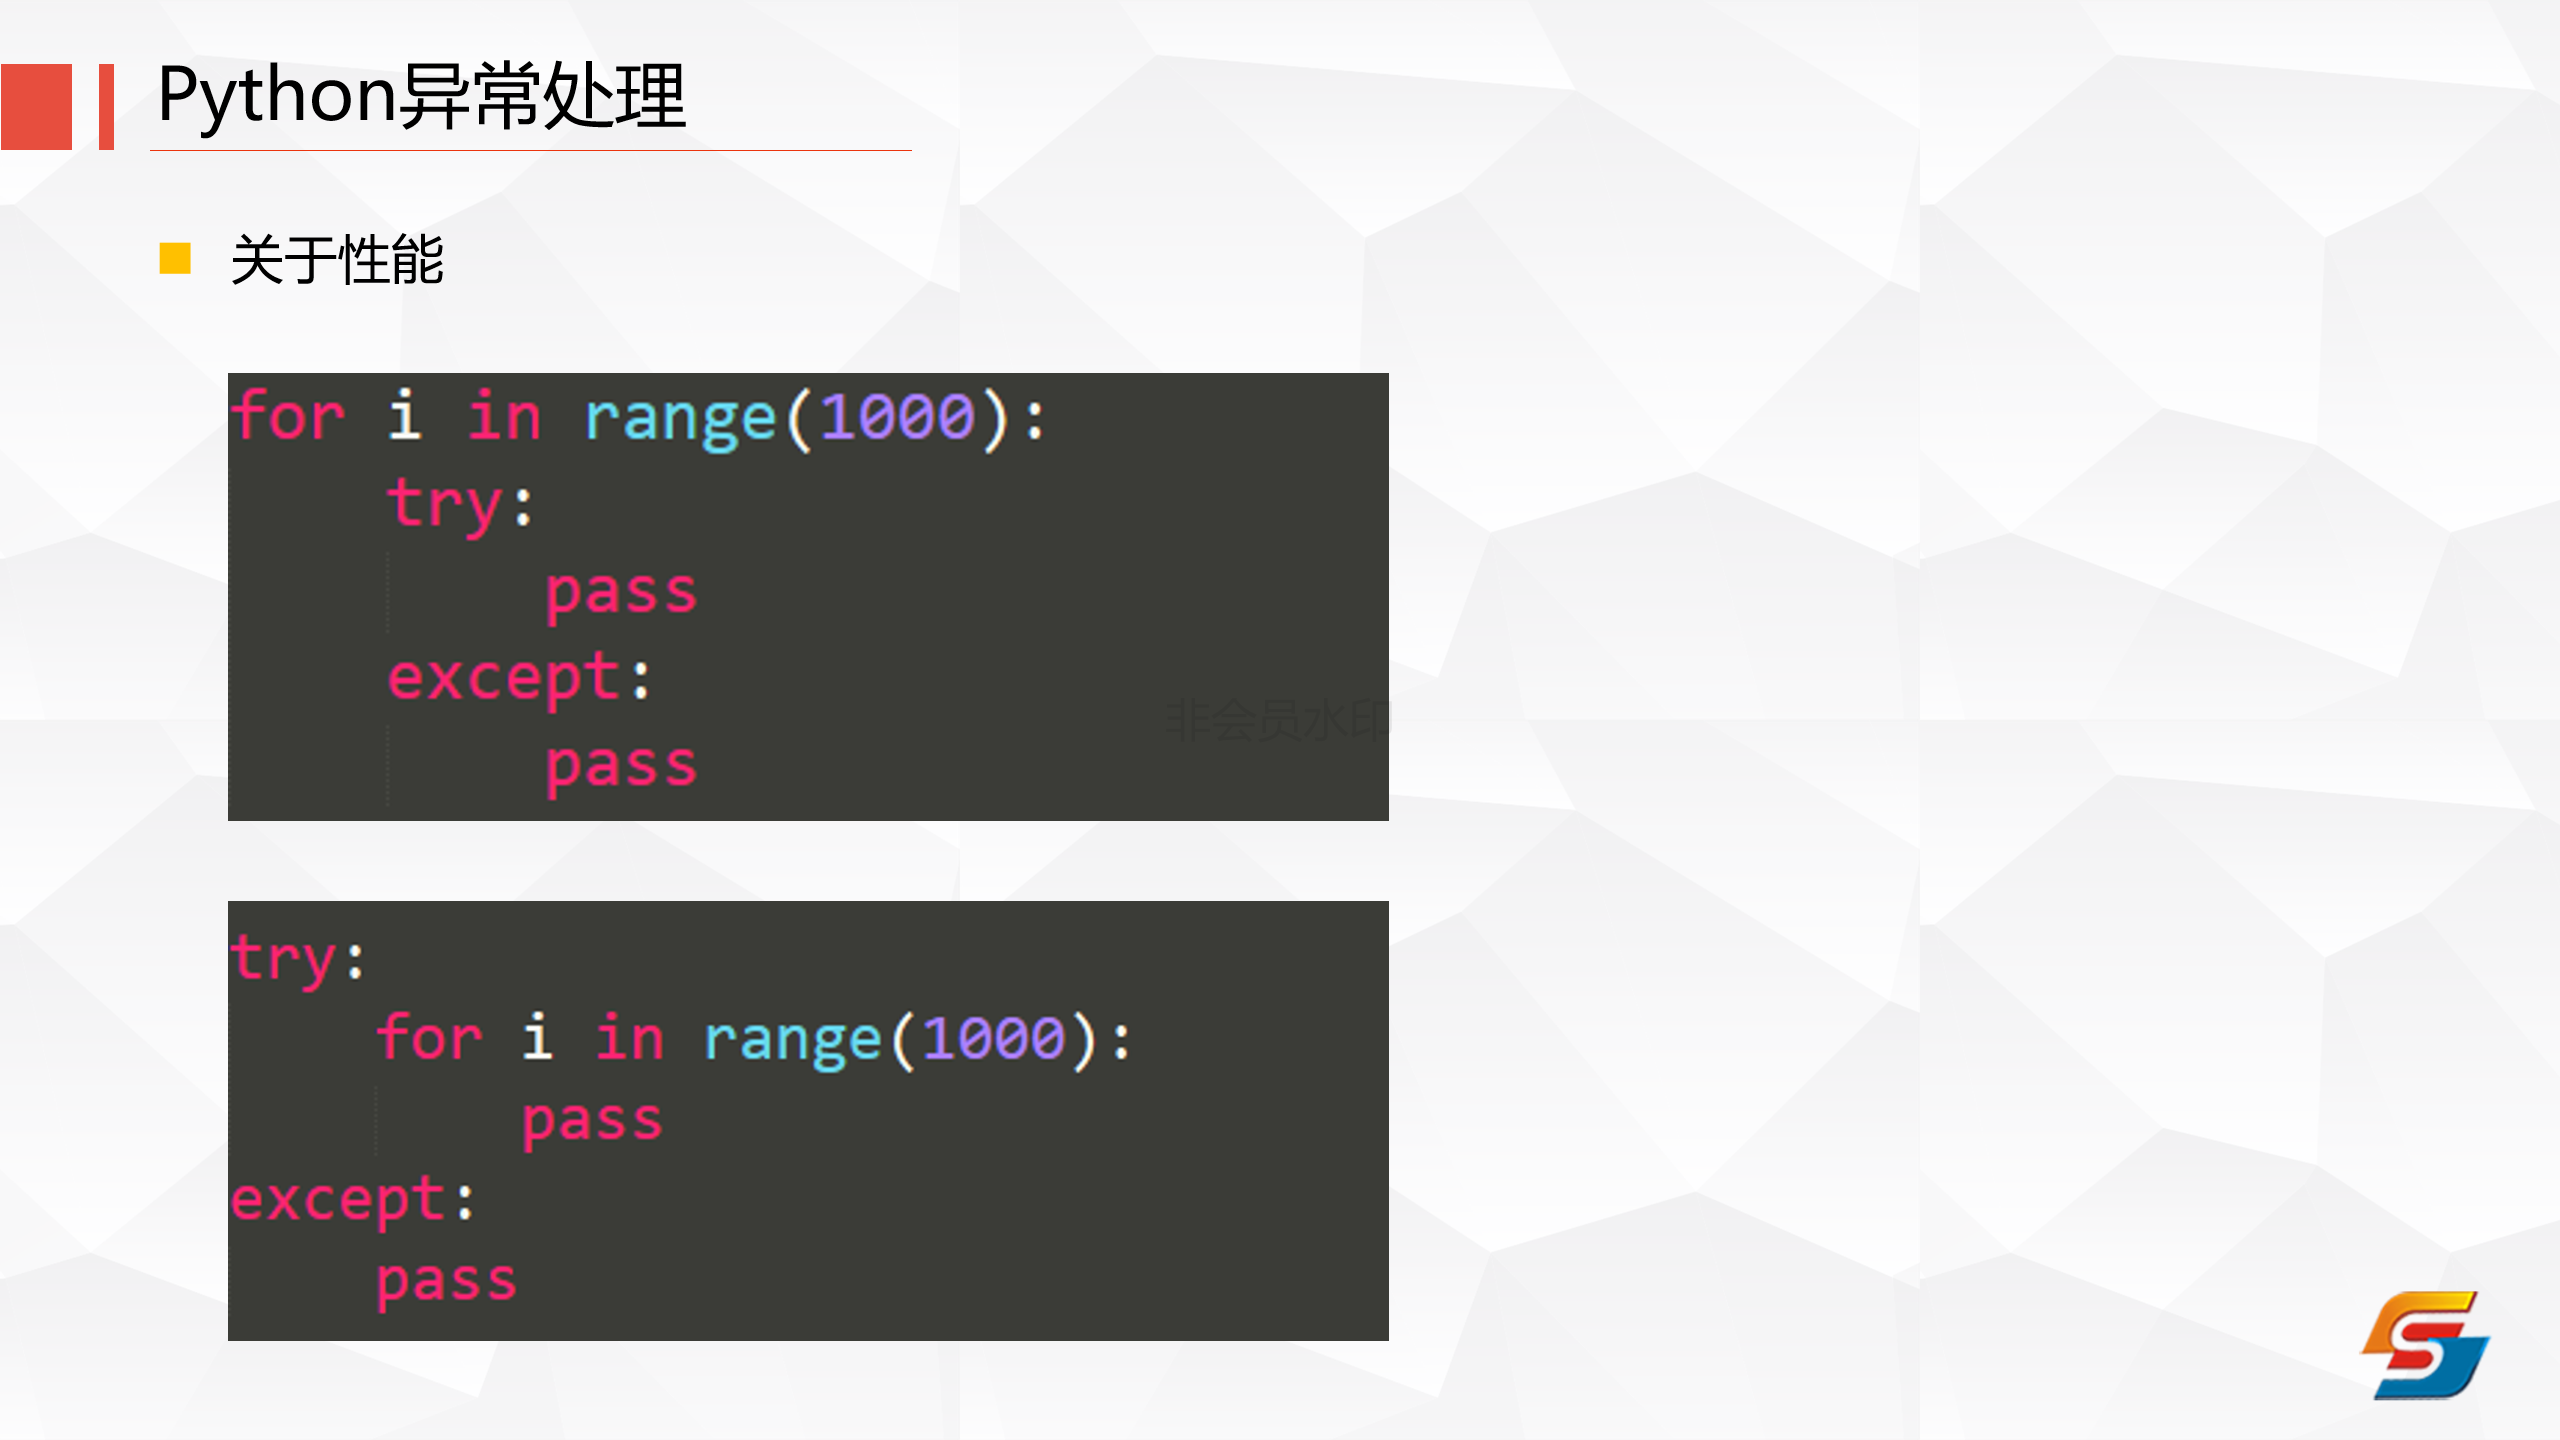 Python异常处理
关于性能
for i in range(1000):
    try:
        pass
    except:
        pass
非会员水印
try:
    for i in range(1000):
        pass
except:
    pass